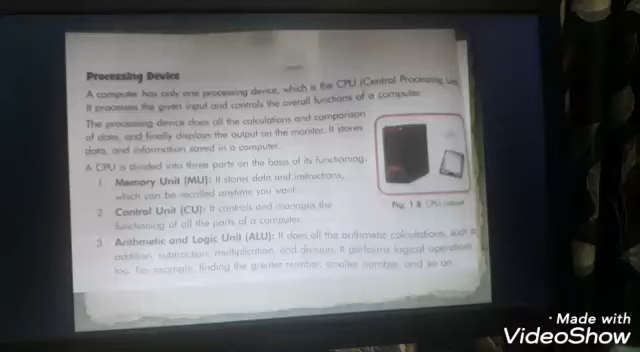 Processing Device
A computer has only one processing device, which is the CPU (Central Processing Unit).
It processes the given input and controls the overall functions of a computer.
The processing device does all the calculations and comparison
of data, and finally displays the output on the monitor. It stores
data, and information saved in a computer.
A CPU is divided into three parts on the basis of its functioning.
1. Memory Unit (MU): It stores data and instructions,
which can be recalled anytime you want.
2. Control Unit (CU): It controls and manages the
functioning of all the parts of a computer.
3. Arithmetic and Logic Unit (ALU): It does all the arithmetic calculations, such as
addition, subtraction, multiplication, and division. It performs logical operations
too. For example, finding the greater number, smaller number, and so on.
Fig. 1.8 CPU
Made with
VideoShow